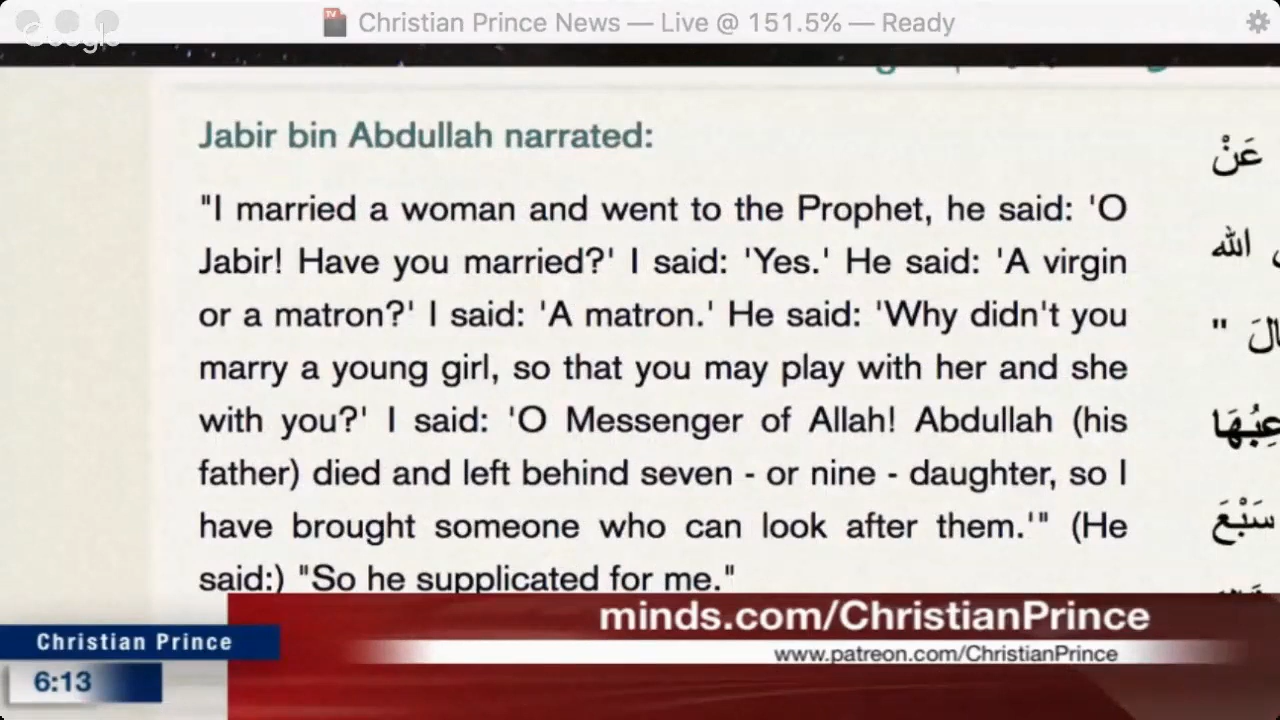 Christian Prince News — Live @ 151.5% — Ready
Google
Jabir bin Abdullah narrated:
"I married a woman and went to the Prophet, he said: 'O
Jabir! Have you married?' I said: 'Yes.' He said: 'A virgin
or a matron?' I said: 'A matron.' He said: 'Why didn't you
marry a young girl, so that you may play with her and she
with you?' I said: 'O Messenger of Allah! Abdullah (his
father) died and left behind seven - or nine - daughter, so I
have brought someone who can look after them.'" (He
said:) "So he supplicated for me."
عَنْ
الله
"
سَبْعَ
minds.com/ChristianPrince
www.patreon.com/ChristianPrince
Christian Prince
6:13